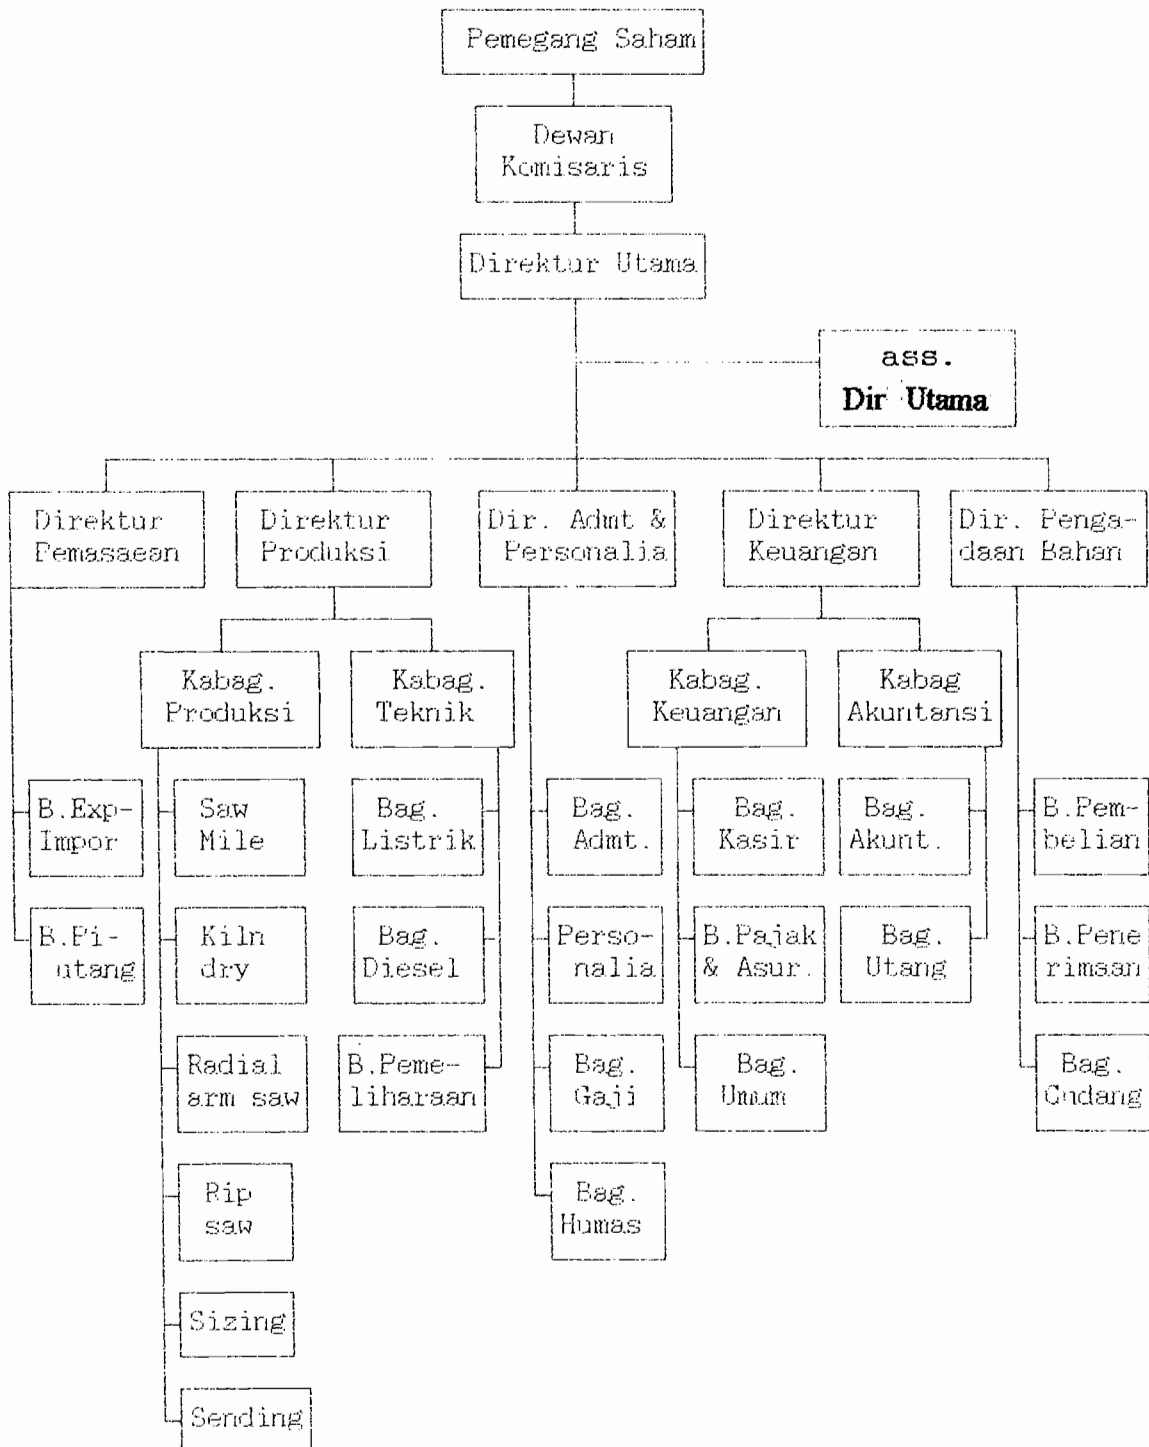 Pemegang Saham
Dewan
Komisaris
Direktur Utama
ass.
Dir Utama
Direktur
Pemasaean
Direktur
Produksi
Dir. Admt &
Personalia
Direktur
Keuangan
Dir. Penga-
daan Bahan
Kabag.
Produksi
Kabag.
Teknik
Kabag.
Keuangan
Kabag
Akuntansi
B.Exp-
Impor
Saw
Mile
Bag.
Listrik
Bag.
Admt.
Bag.
Kasir
Bag.
Akunt.
B.Pem-
belian
B.Pi-
utang
Kiln
dry
Bag.
Diesel
Perso-
nalia
B.Pajak
& Asur.
Bag.
Utang
B.Pene
rimaan
Radial
arm saw
B.Peme-
liharaan
Bag.
Gaji
Bag.
Umum
Bag.
Gudang
Rip
saw
Bag.
Humas
Sizing
Sending